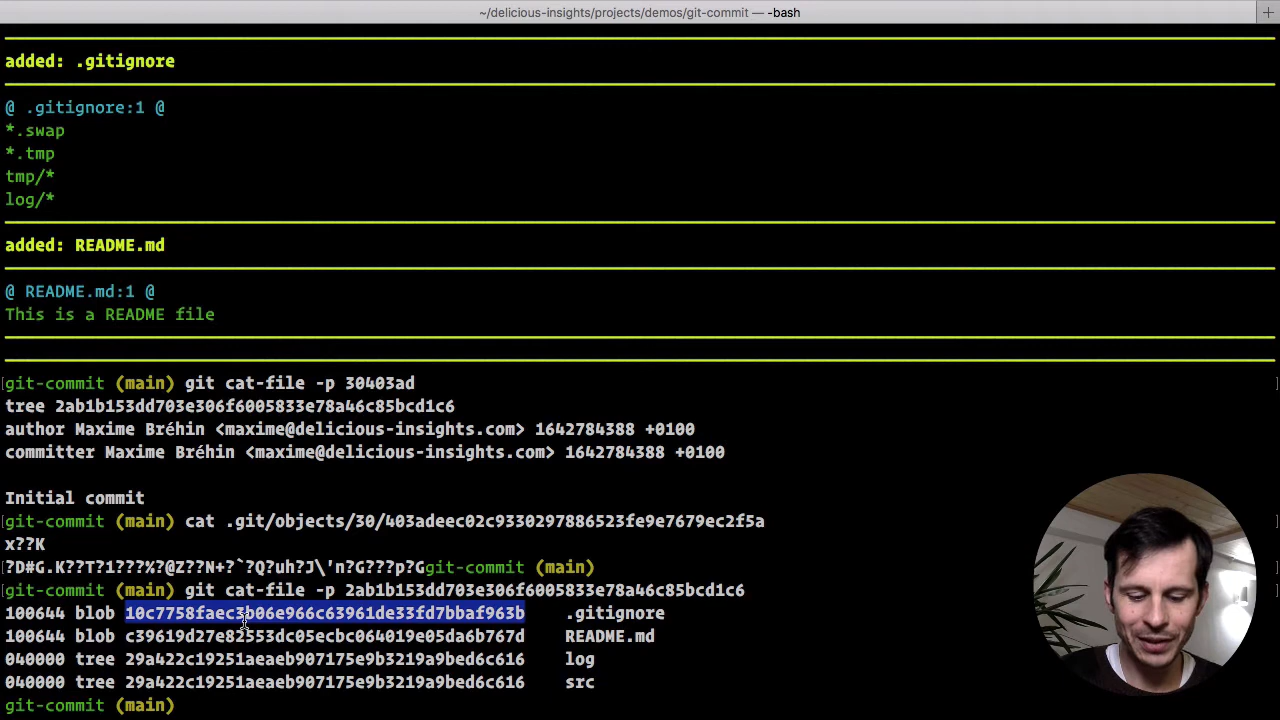 ~/delicious-insights/projects/demos/git-commit — -bash
added: .gitignore
@ .gitignore:1 @
*.swap
*.tmp
tmp/*
log/*
added: README.md
@ README.md:1 @
This is a README file
git-commit (main) git cat-file -p 30403ad
tree 2ab1b153dd703e306f6005833e78a46c85bcd1c6
author Maxime Bréhin <maxime@delicious-insights.com> 1642784388 +0100
committer Maxime Bréhin <maxime@delicious-insights.com> 1642784388 +0100
Initial commit
git-commit (main) cat .git/objects/30/403adeec02c9330297886523fe9e7679ec2f5a
x??K
?D#G.K??T?1???%?@Z??N+?`?Q?uh?J\'n?G???p?Ggit-commit (main)
git-commit (main) git cat-file -p 2ab1b153dd703e306f6005833e78a46c85bcd1c6
100644 blob 10c7758faec3b06e966c63961de33fd7bbaf963b .gitignore
100644 blob c39619d27e82553dc05ecbc064019e05da6b767d README.md
040000 tree 29a422c19251aeaeb907175e9b3219a9bed6c616 log
040000 tree 29a422c19251aeaeb907175e9b3219a9bed6c616 src
git-commit (main)